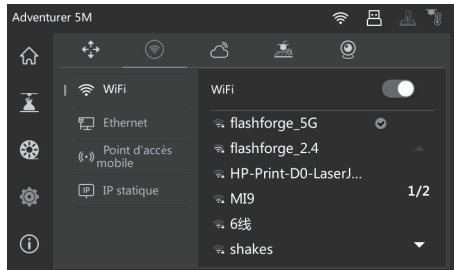 Adventurer 5M
WiFi
Ethernet
Point d'accès
mobile
IP statique
IP
WiFi
flashforge_5G
flashforge_2.4
HP-Print-D0-LaserJ...
MI9
6线
shakes
1/2